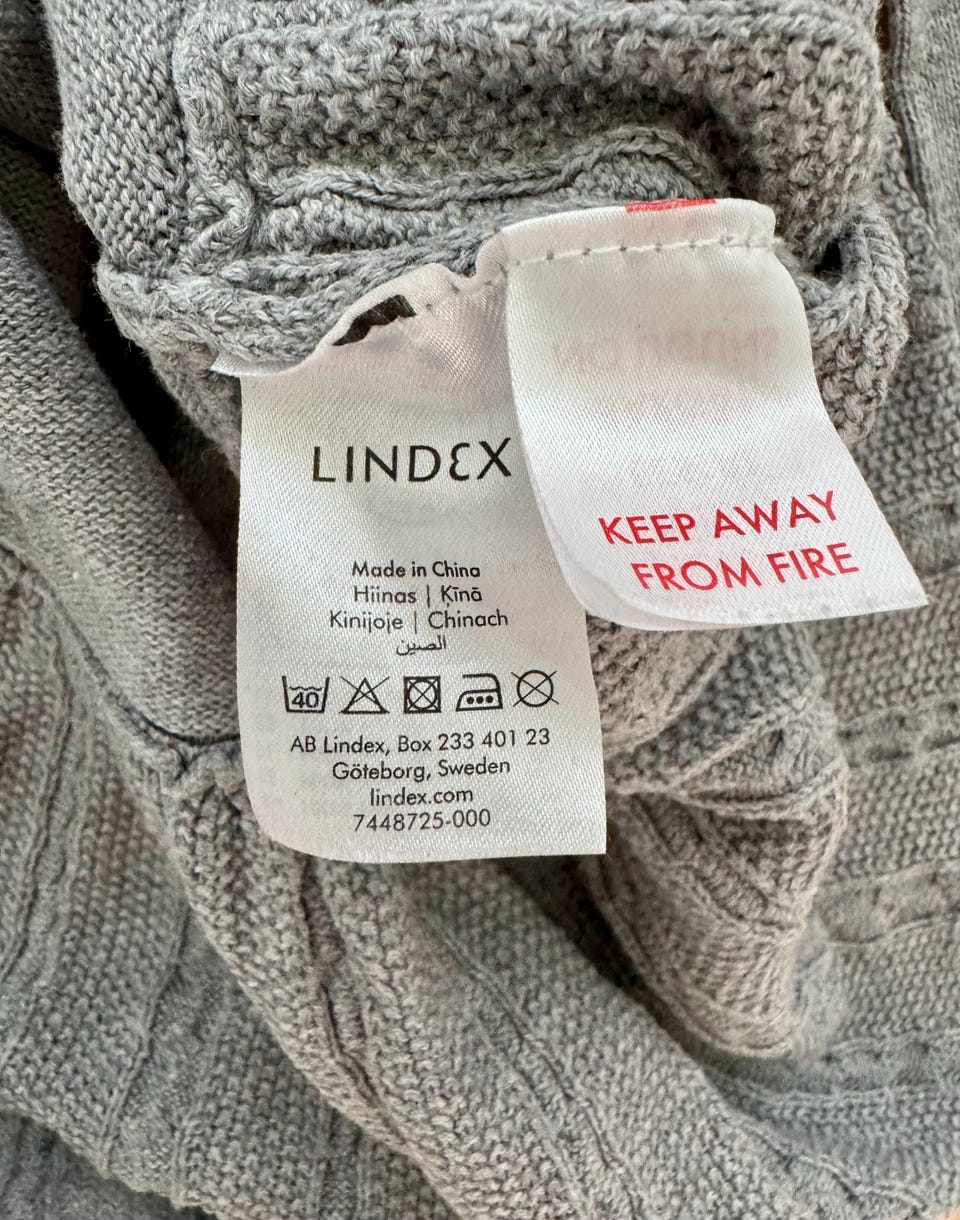 LINDEX
Made in China
Hiinas | Ķīnā
Kinijoje | Chinach
الصين
40
AB Lindex, Box 233 401 23
Göteborg, Sweden
lindex.com
7448725-000
KEEP AWAY
FROM FIRE